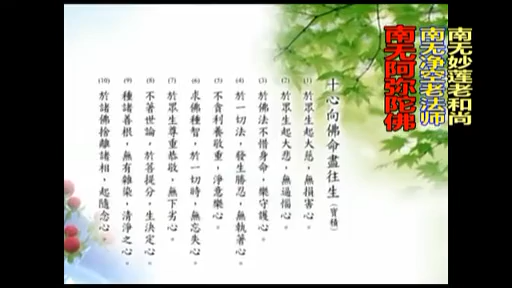 南无妙莲老和尚
南无净空老法师
南无阿弥陀佛
十心向佛命盡往生(寶積)
(1) 於眾生起大慈，無損害心。
(2) 於眾生起大悲，無逼惱心。
(3) 於佛法不惜身命，樂守護心。
(4) 於一切法，發生勝忍，無執著心。
(5) 不貪利養敬重，淨意樂心。
(6) 求佛種智，於一切時，無忘失心。
(7) 於眾生尊重恭敬，無下劣心。
(8) 不著世論，於菩提分，生決定心。
(9) 種諸善根，無有雜染，清淨之心。
(10) 於諸佛捨離諸相，起隨念心。